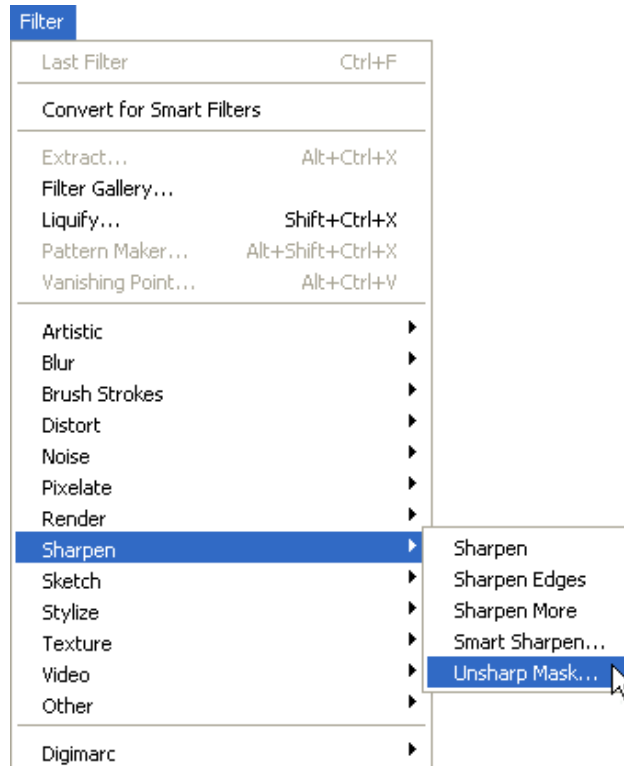 Filter
Last Filter Ctrl+F
Convert for Smart Filters
Extract... Alt+Ctrl+X
Filter Gallery...
Liquify... Shift+Ctrl+X
Pattern Maker... Alt+Shift+Ctrl+X
Vanishing Point... Alt+Ctrl+V
Artistic
Blur
Brush Strokes
Distort
Noise
Pixelate
Render
Sharpen
Sketch
Stylize
Texture
Video
Other
Digimarc
Sharpen
Sharpen Edges
Sharpen More
Smart Sharpen...
Unsharp Mask...